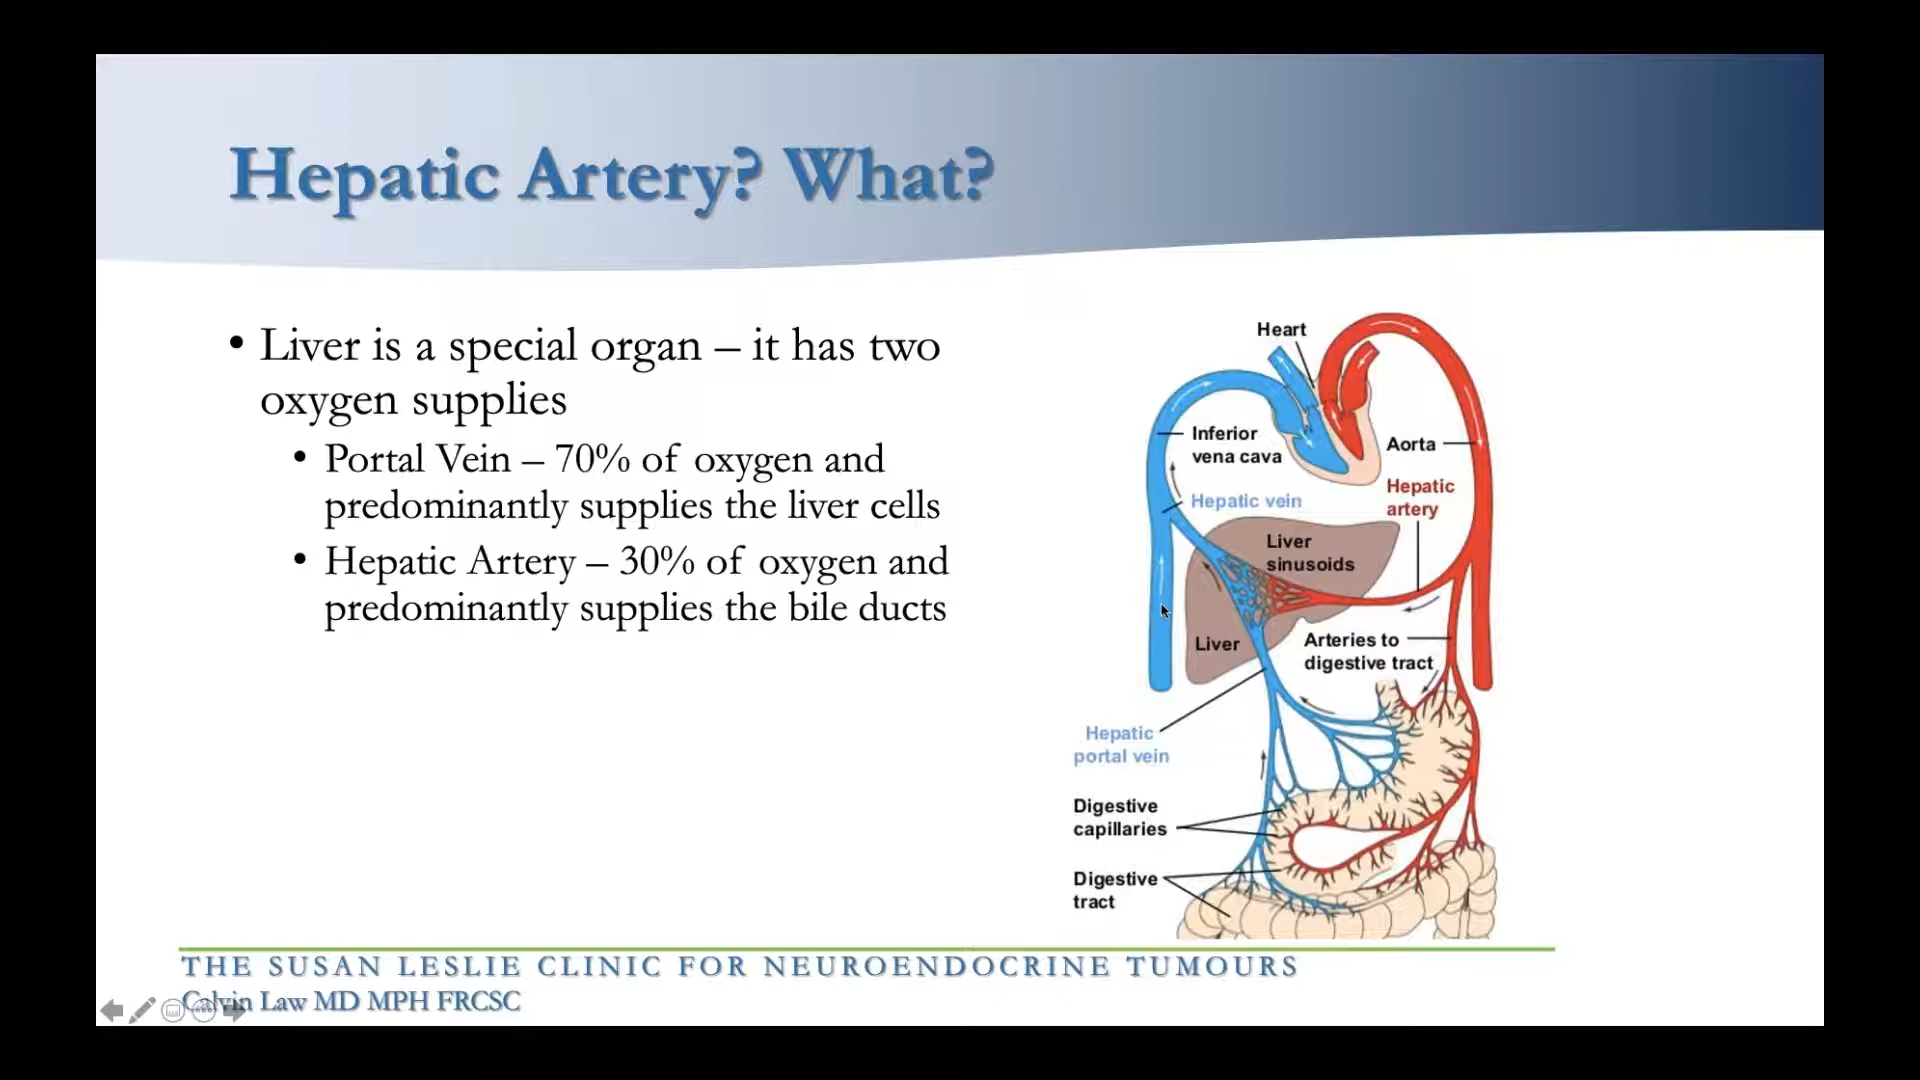 Hepatic Artery? What?
• Liver is a special organ – it has two
oxygen supplies
• Portal Vein – 70% of oxygen and
predominantly supplies the liver cells
• Hepatic Artery – 30% of oxygen and
predominantly supplies the bile ducts
Heart
Inferior
vena cava
Aorta
Hepatic vein
Hepatic
artery
Liver
sinusoids
Liver
Arteries to
digestive tract
Hepatic
portal vein
Digestive
capillaries
Digestive
tract
THE SUSAN LESLIE CLINIC FOR NEUROENDOCRINE TUMOURS
Calvin Law MD MPH FRCSC